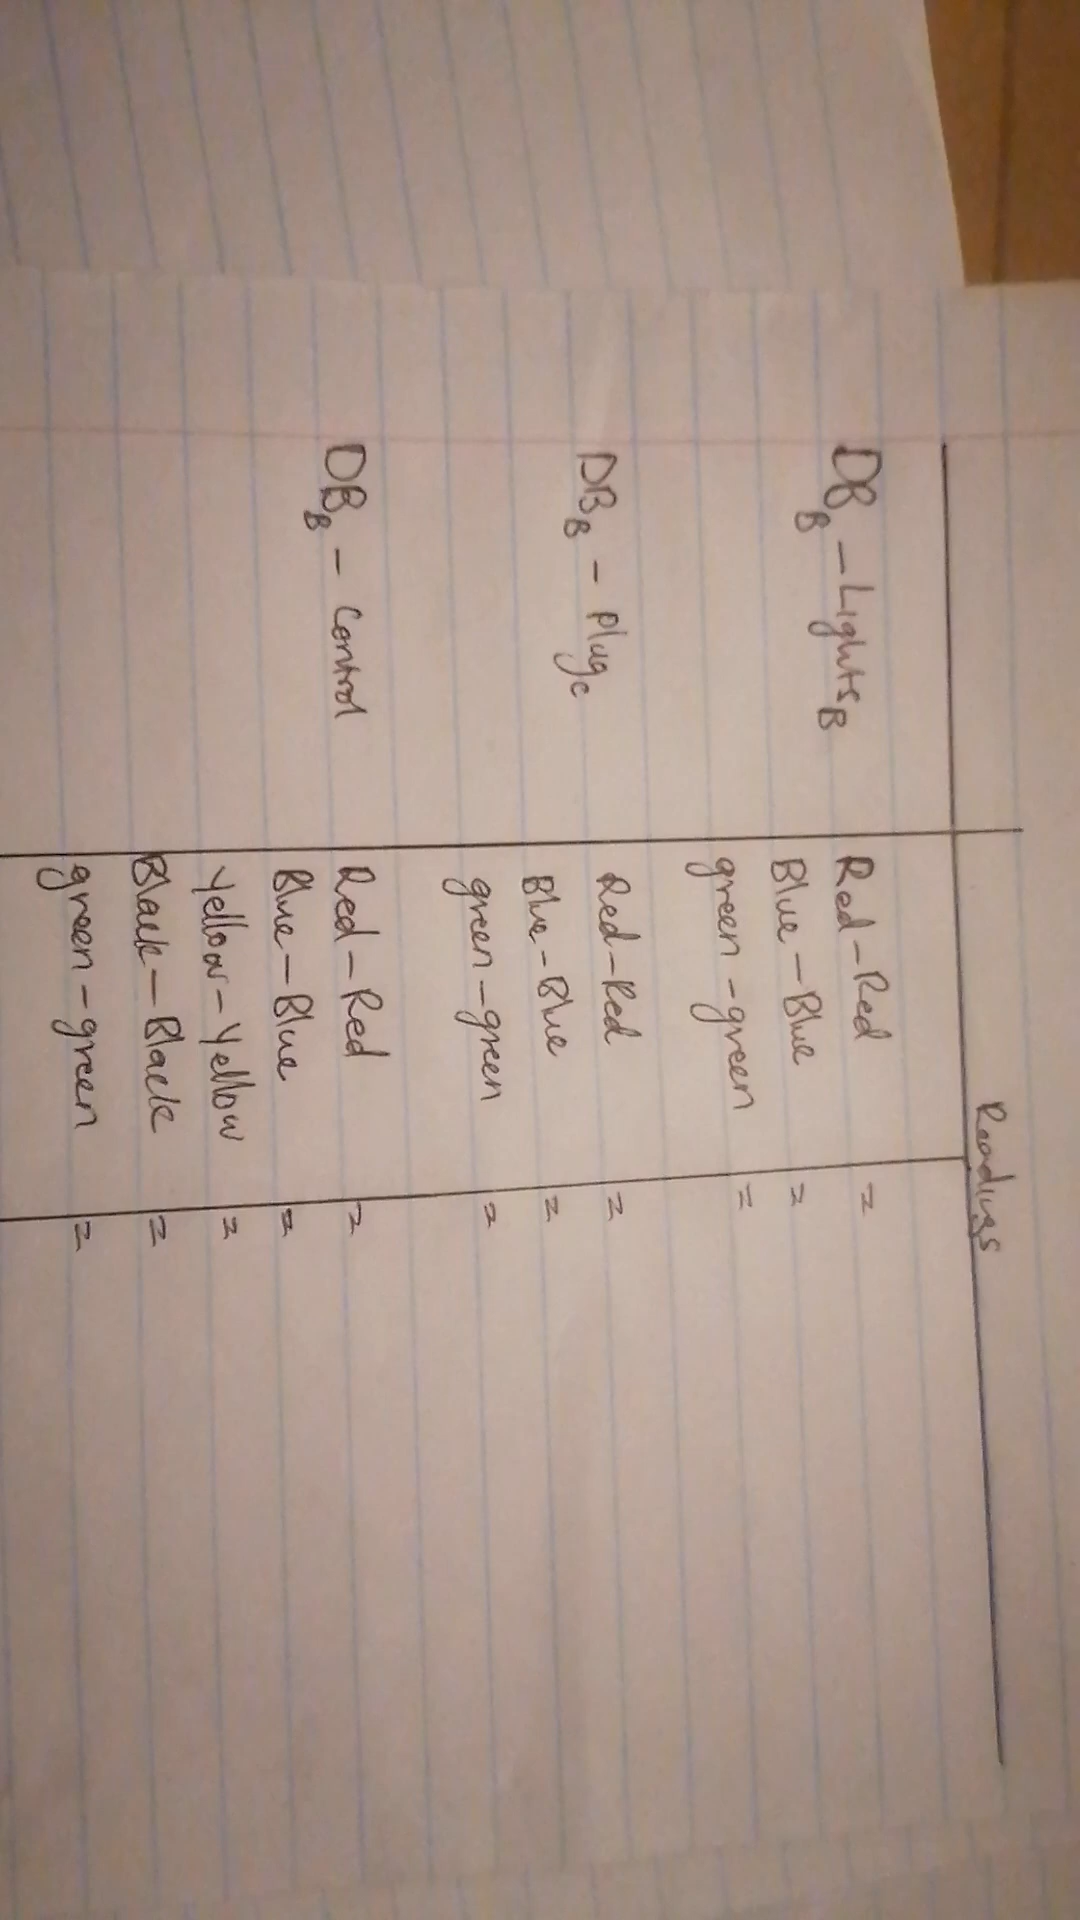 Readings
DB_B - Lights_B Red - Red =
Blue - Blue =
green - green =
DB_B - Plug_c Red - Red =
Blue - Blue =
green - green =
DB_B - Control Red - Red =
Blue - Blue =
Yellow - Yellow =
Black - Black =
green - green =